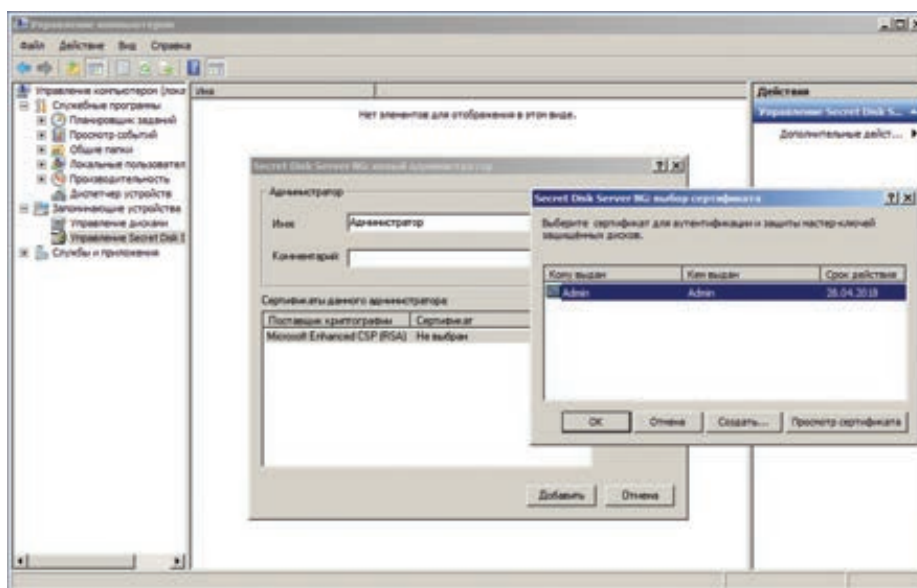 Управление компьютером
Файл Действие Вид Справка
Управление компьютером (лока
Служебные программы
Планировщик заданий
Просмотр событий
Общие папки
Локальные пользовател
Производительность
Диспетчер устройств
Запоминающие устройства
Управление дисками
Управление Secret Disk S
Службы и приложения
Имя
Нет элементов для отображения в этом виде.
Действия
Управление Secret Disk S...
Дополнительные дейст...
Secret Disk Server NG: новый администратор
Администратор
Имя Администратор
Комментарий
Сертификаты данного администратора
Поставщик криптографии Сертификат
Microsoft Enhanced CSP (RSA) Не выбран
Добавить Отмена
Secret Disk Server NG: выбор сертификата
Выберите сертификат для аутентификации и защиты мастер-ключей
защищённых дисков.
Кому выдан Кем выдан Срок действия
Admin Admin 28.04.2018
OK Отмена Создать... Просмотр сертификата